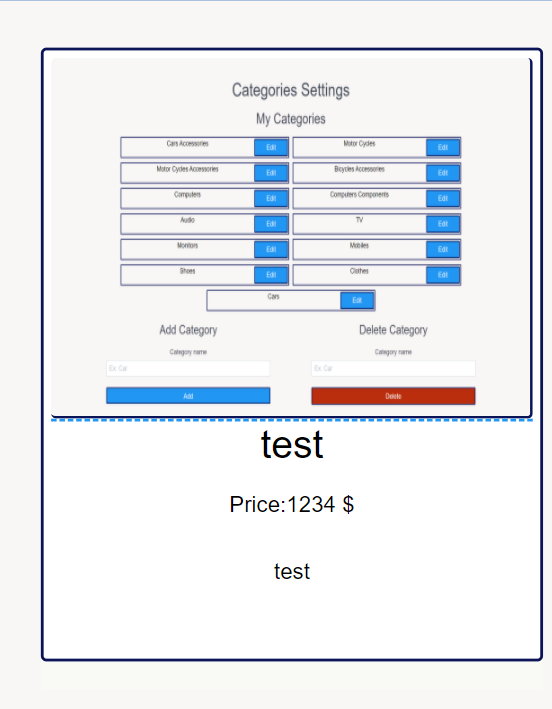 Categories Settings
My Categories
Cars Accessories Edit Motor Cycles Edit
Motor Cycles Accessories Edit Bicycles Accessories Edit
Computers Edit Computers Components Edit
Audio Edit TV Edit
Monitors Edit Mobiles Edit
Shoes Edit Clothes Edit
Cars Edit
Add Category Delete Category
Category name Category name
Ex: Car Ex: Car
Add Delete
test
Price:1234 $
test